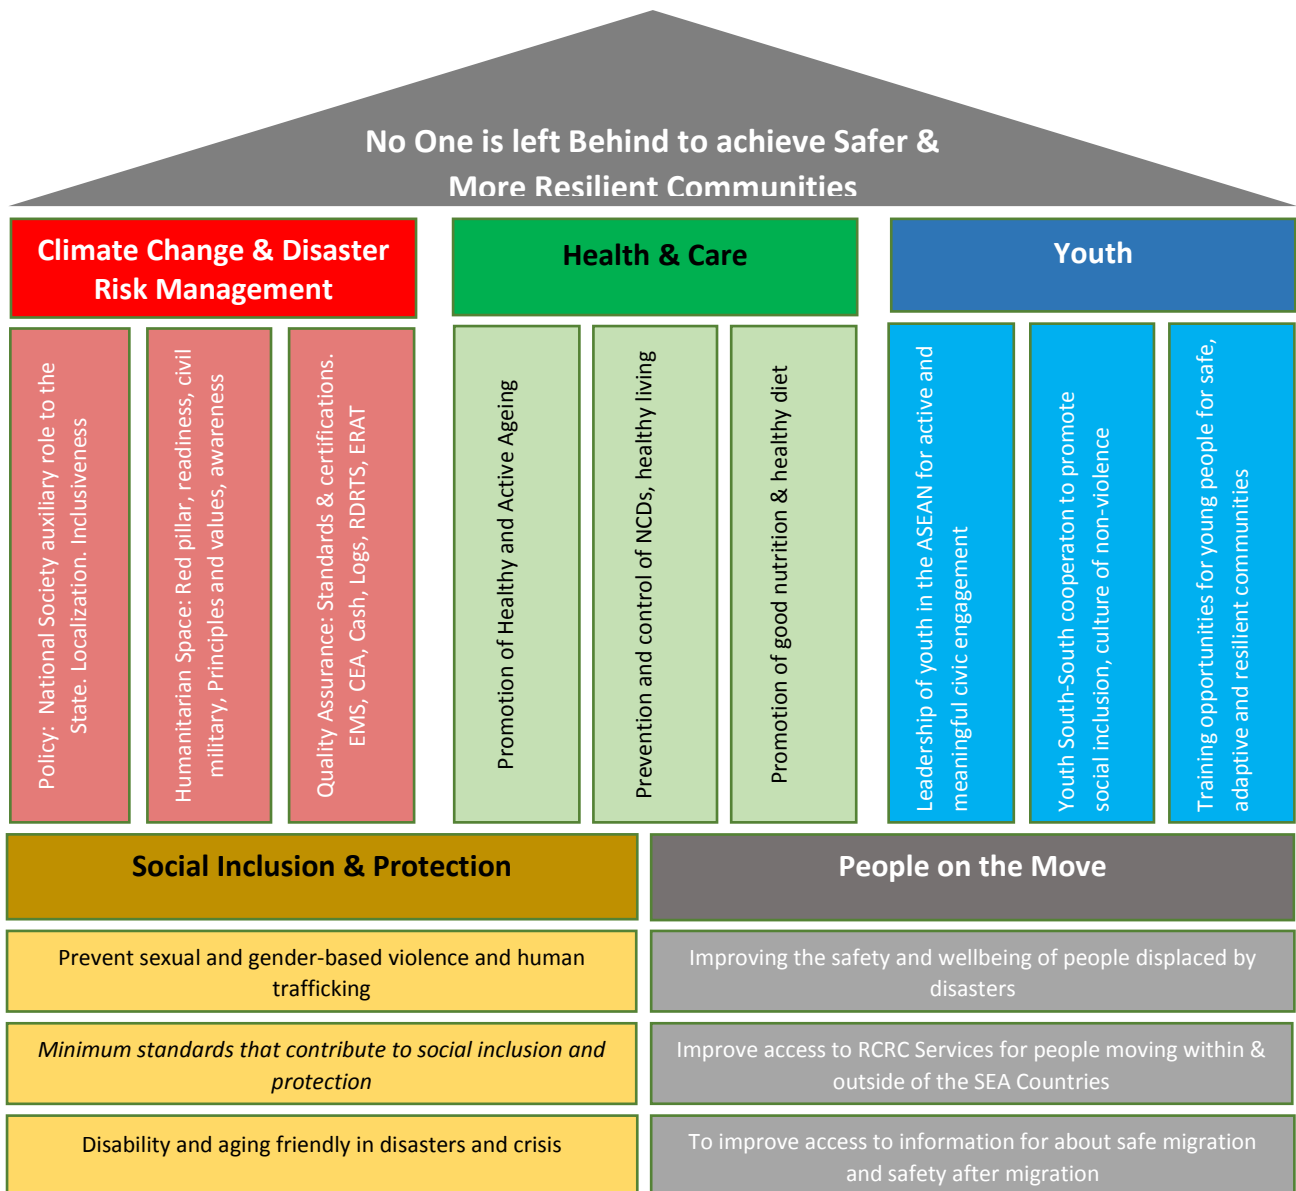 No One is left Behind to achieve Safer &
More Resilient Communities
Climate Change & Disaster
Risk Management
Health & Care
Youth
Policy:  National Society auxiliary role to the
State. Localization. Inclusiveness
Humanitarian Space: Red pillar, readiness, civil
military, Principles and values, awareness
Quality Assurance: Standards & certifications.
EMS, CEA, Cash, Logs, RDRTS, ERAT
Promotion of Healthy and Active Ageing
Prevention and control of NCDs, healthy living
Promotion of good nutrition & healthy diet
Leadership of youth in the ASEAN for active and
meaningful civic engagement
Youth South-South cooperaton to promote
social inclusion, culture of non-violence
Training opportunities for young people for safe,
adaptive and resilient communities
Social Inclusion & Protection
People on the Move
Prevent sexual and gender-based violence and human
trafficking
Improving the safety and wellbeing of people displaced by
disasters
Minimum standards that contribute to social inclusion and
protection
Improve access to RCRC Services for people moving within &
outside of the SEA Countries
Disability and aging friendly in disasters and crisis
To improve access to information for about safe migration
and safety after migration